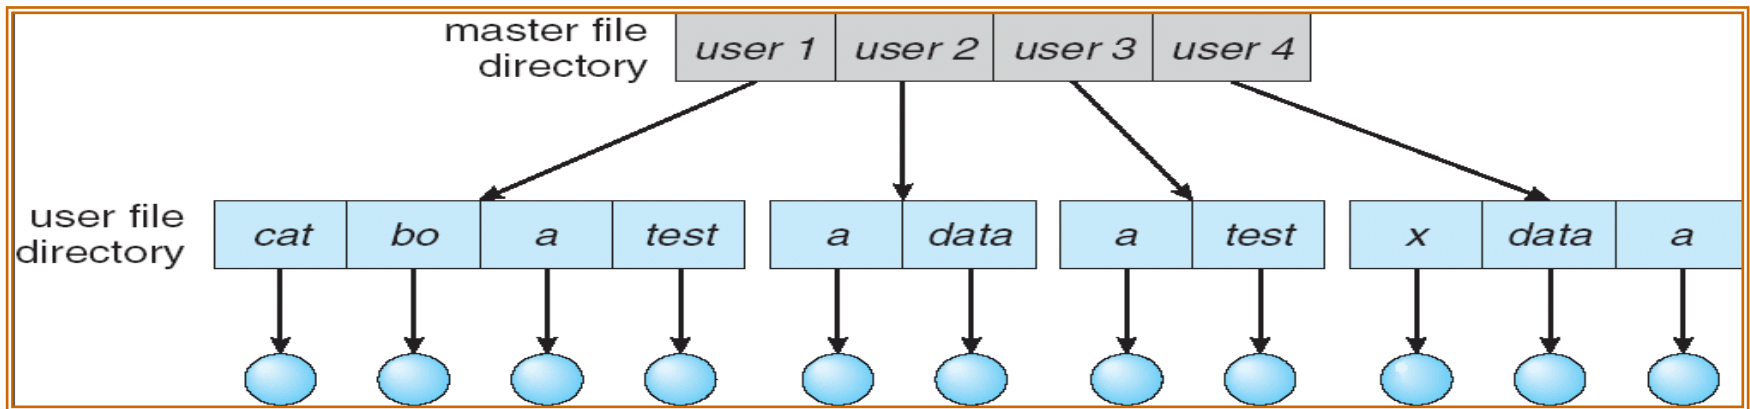 master file
directory
user 1 user 2 user 3 user 4
user file
directory
cat bo a test a data a test x data a